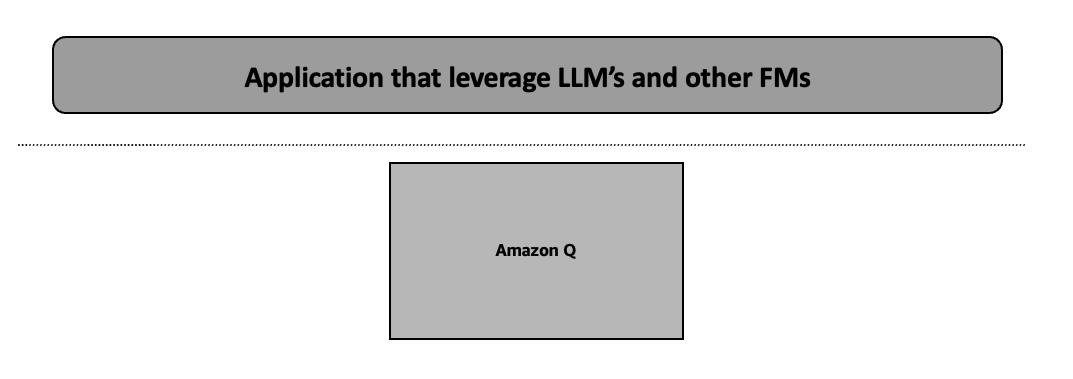 Application that leverage LLM’s and other FMs
Amazon Q